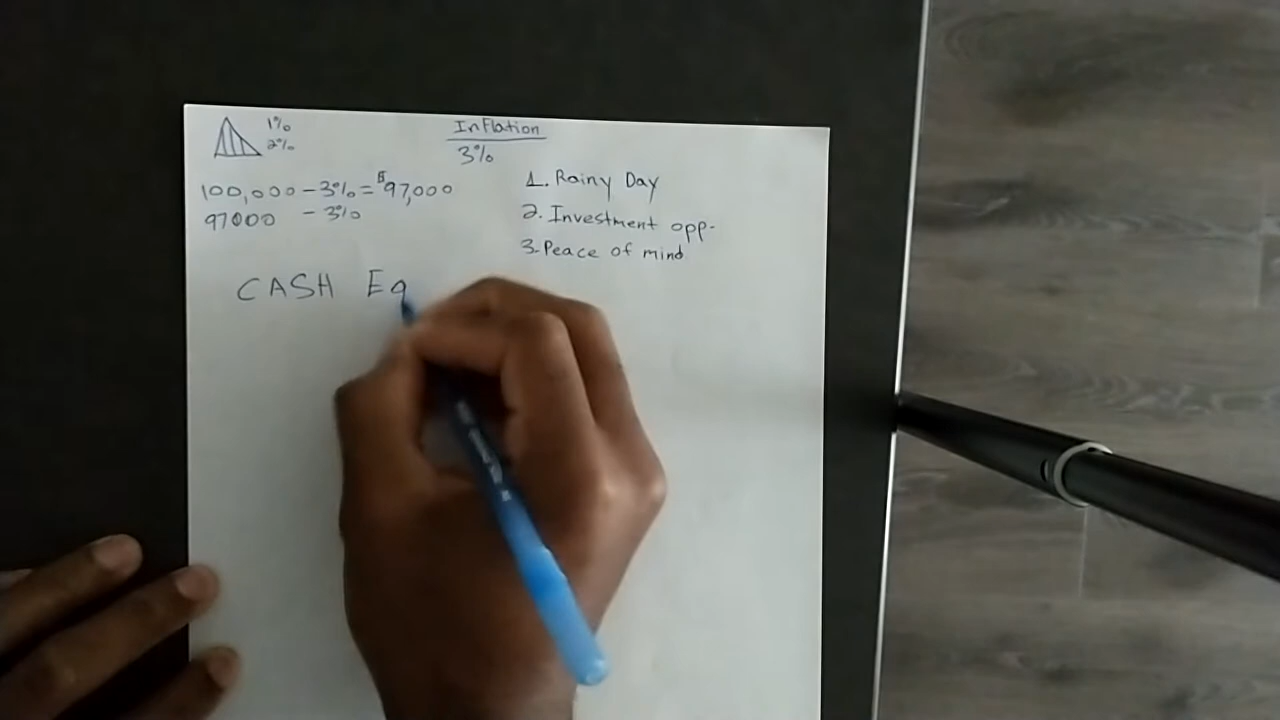 1%
2%
Inflation
3%
100,000 - 3% = $97,000
97000 - 3%
1. Rainy Day
2. Investment opp-
3. Peace of mind
CASH Eq